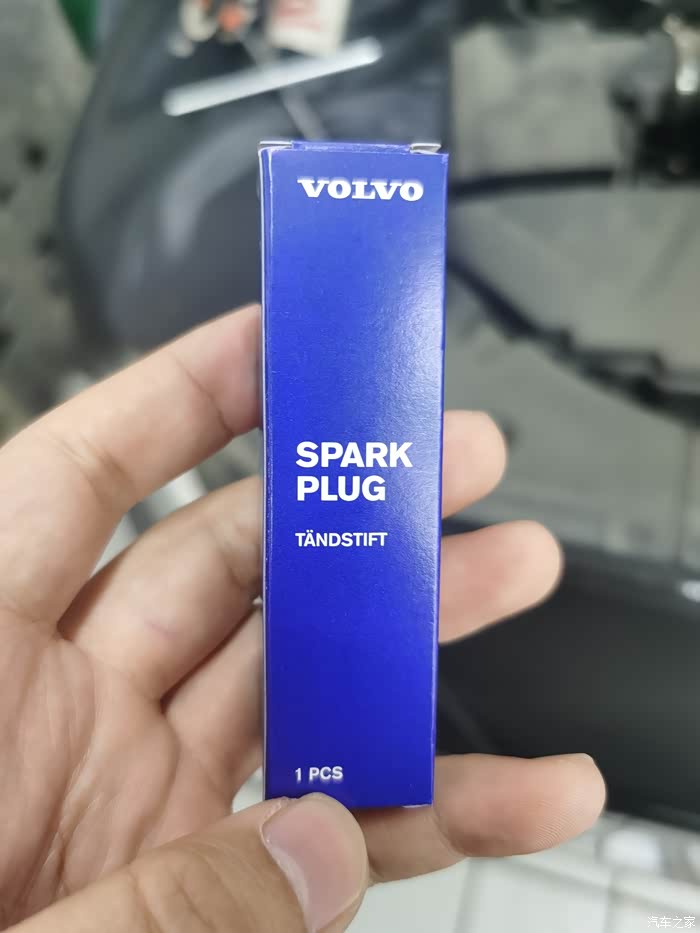 VOLVO
SPARK
PLUG
TÄNDSTIFT
1 PCS
汽车之家